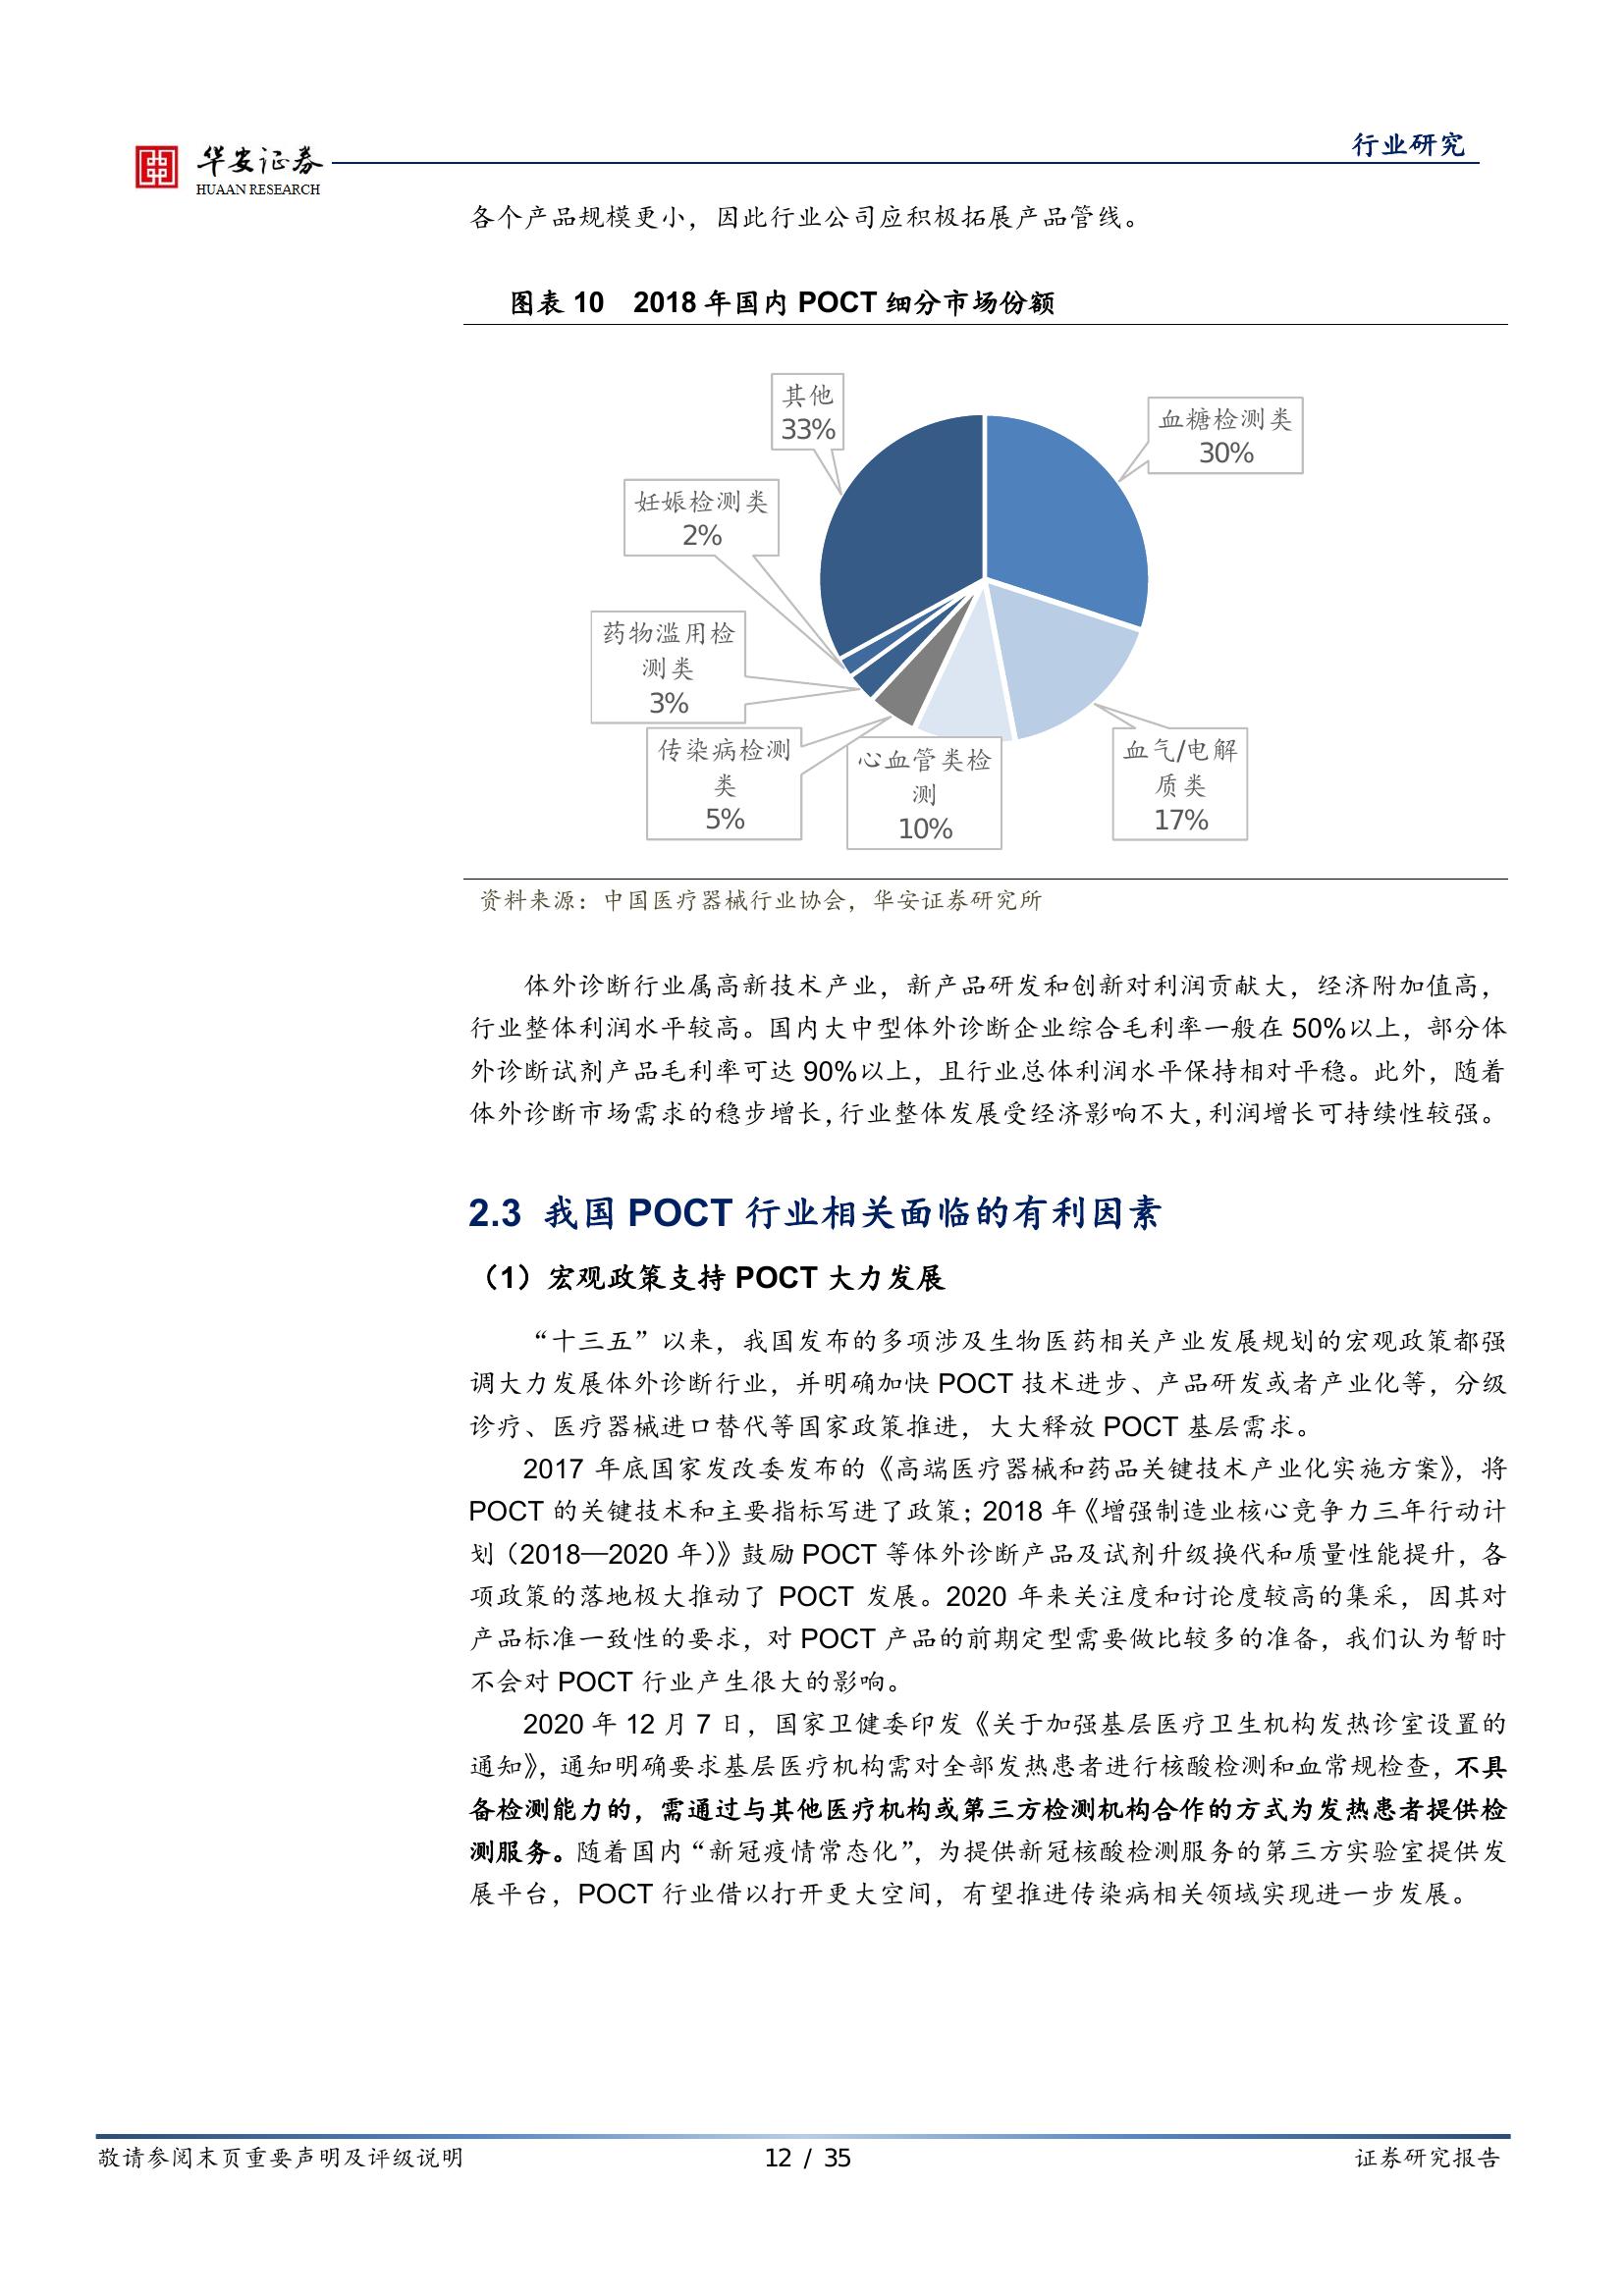 华安证券
HUAAN RESEARCH
行业研究
各个产品规模更小，因此行业公司应积极拓展产品管线。
图表 10 2018 年国内 POCT 细分市场份额
其他
33%
血糖检测类
30%
妊娠检测类
2%
药物滥用检
测类
3%
传染病检测
类
5%
心血管类检
测
10%
血气/电解
质类
17%
资料来源：中国医疗器械行业协会，华安证券研究所
体外诊断行业属高新技术产业，新产品研发和创新对利润贡献大，经济附加值高，
行业整体利润水平较高。国内大中型体外诊断企业综合毛利率一般在 50%以上，部分体
外诊断试剂产品毛利率可达 90%以上，且行业总体利润水平保持相对平稳。此外，随着
体外诊断市场需求的稳步增长，行业整体发展受经济影响不大，利润增长可持续性较强。
2.3 我国 POCT 行业相关面临的有利因素
（1）宏观政策支持 POCT 大力发展
“十三五”以来，我国发布的多项涉及生物医药相关产业发展规划的宏观政策都强
调大力发展体外诊断行业，并明确加快 POCT 技术进步、产品研发或者产业化等，分级
诊疗、医疗器械进口替代等国家政策推进，大大释放 POCT 基层需求。
2017 年底国家发改委发布的《高端医疗器械和药品关键技术产业化实施方案》，将
POCT 的关键技术和主要指标写进了政策；2018 年《增强制造业核心竞争力三年行动计
划（2018—2020 年）》鼓励 POCT 等体外诊断产品及试剂升级换代和质量性能提升，各
项政策的落地极大推动了 POCT 发展。2020 年来关注度和讨论度较高的集采，因其对
产品标准一致性的要求，对 POCT 产品的前期定型需要做比较多的准备，我们认为暂时
不会对 POCT 行业产生很大的影响。
2020 年 12 月 7 日，国家卫健委印发《关于加强基层医疗卫生机构发热诊室设置的
通知》，通知明确要求基层医疗机构需对全部发热患者进行核酸检测和血常规检查，不具
备检测能力的，需通过与其他医疗机构或第三方检测机构合作的方式为发热患者提供检
测服务。随着国内“新冠疫情常态化”，为提供新冠核酸检测服务的第三方实验室提供发
展平台，POCT 行业借以打开更大空间，有望推进传染病相关领域实现进一步发展。
敬请参阅末页重要声明及评级说明
12 / 35
证券研究报告